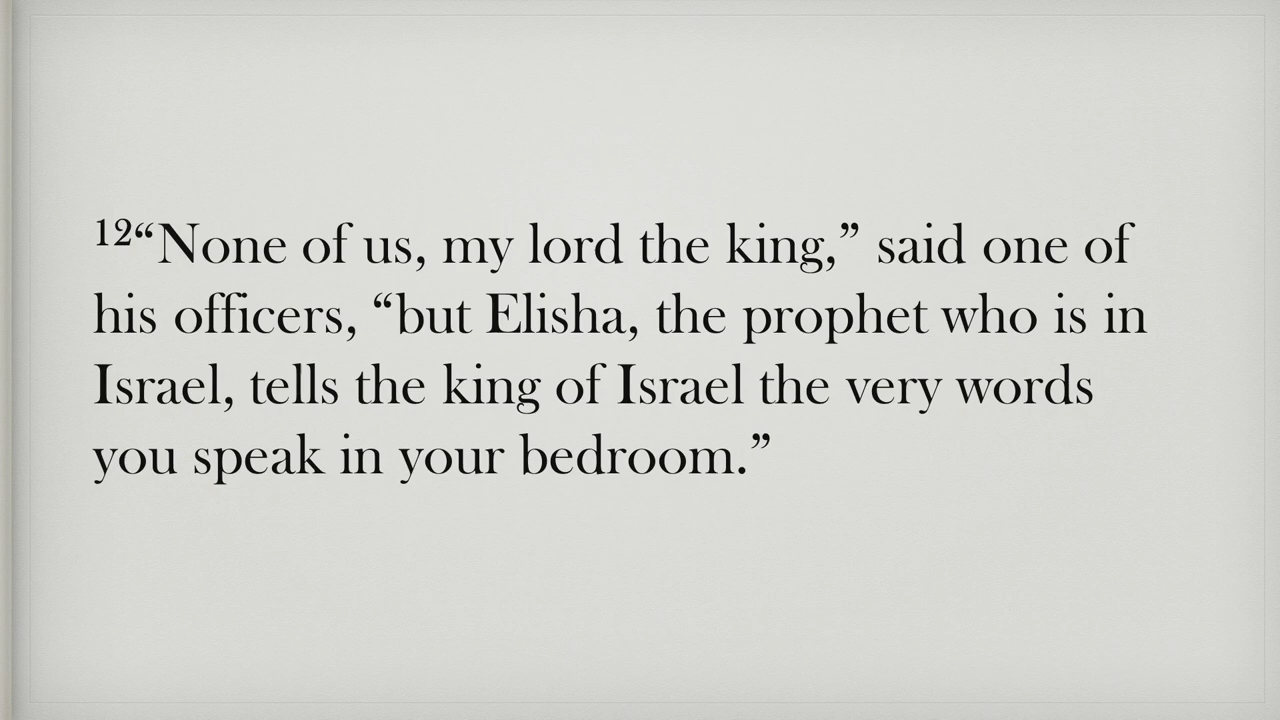 12“None of us, my lord the king,” said one of
his officers, “but Elisha, the prophet who is in
Israel, tells the king of Israel the very words
you speak in your bedroom.”